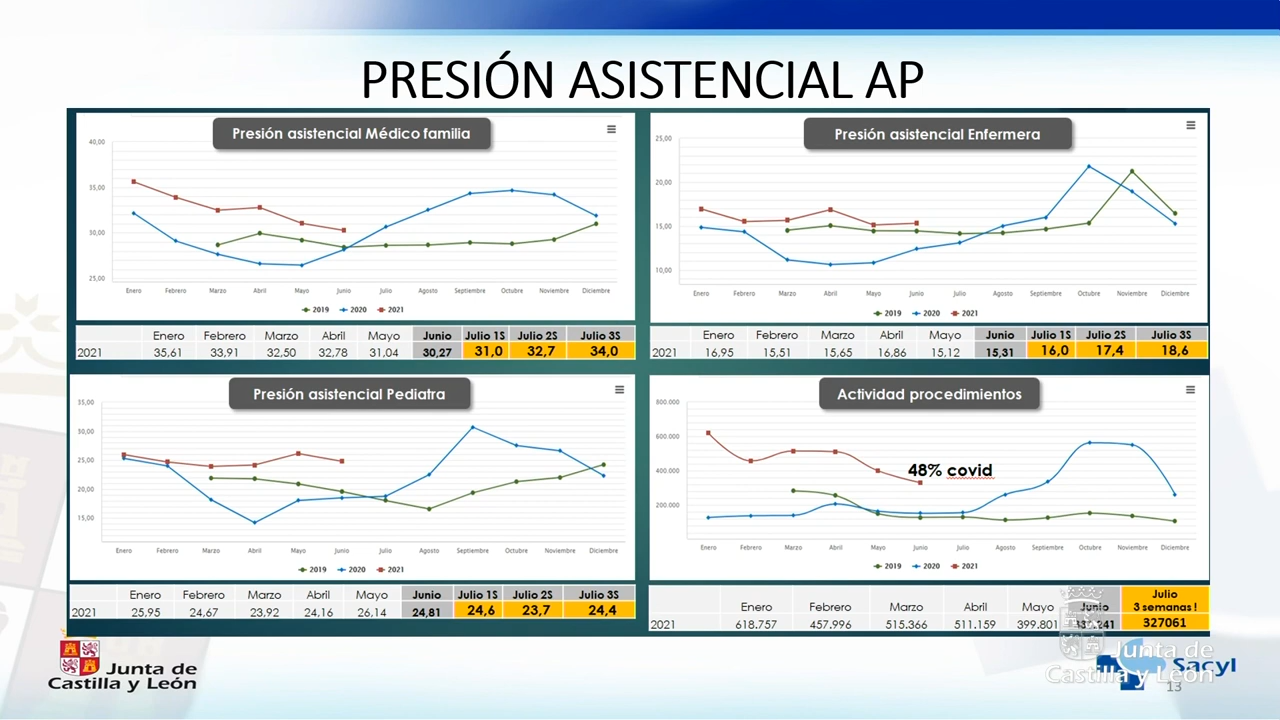 PRESIÓN ASISTENCIAL AP
Presión asistencial Médico familia
40,00
35,00
30,00
25,00
Enero Febrero Marzo Abril Mayo Junio Julio Agosto Septiembre Octubre Noviembre Diciembre
2019 2020 2021
Enero Febrero Marzo Abril Mayo Junio Julio 1S Julio 2S Julio 3S
2021 35,61 33,91 32,50 32,78 31,04 30,27 31,0 32,7 34,0
Presión asistencial Enfermera
25,00
20,00
15,00
10,00
Enero Febrero Marzo Abril Mayo Junio Julio Agosto Septiembre Octubre Noviembre Diciembre
2019 2020 2021
Enero Febrero Marzo Abril Mayo Junio Julio 1S Julio 2S Julio 3S
2021 16,95 15,51 15,65 16,86 15,12 15,31 16,0 17,4 18,6
Presión asistencial Pediatra
35,00
30,00
25,00
20,00
15,00
Enero Febrero Marzo Abril Mayo Junio Julio Agosto Septiembre Octubre Noviembre Diciembre
2019 2020 2021
Enero Febrero Marzo Abril Mayo Junio Julio 1S Julio 2S Julio 3S
2021 25,95 24,67 23,92 24,16 26,14 24,81 24,6 23,7 24,4
Actividad procedimientos
800.000
600.000
400.000
200.000
48% covid
Enero Febrero Marzo Abril Mayo Junio Julio Agosto Septiembre Octubre Noviembre Diciembre
2019 2020 2021
Julio
Enero Febrero Marzo Abril Mayo Junio 3 semanas !
2021 618.757 457.996 515.366 511.159 399.801 327061
Junta de
Castilla y León
Junta de
Castilla y León
Sacyl
13